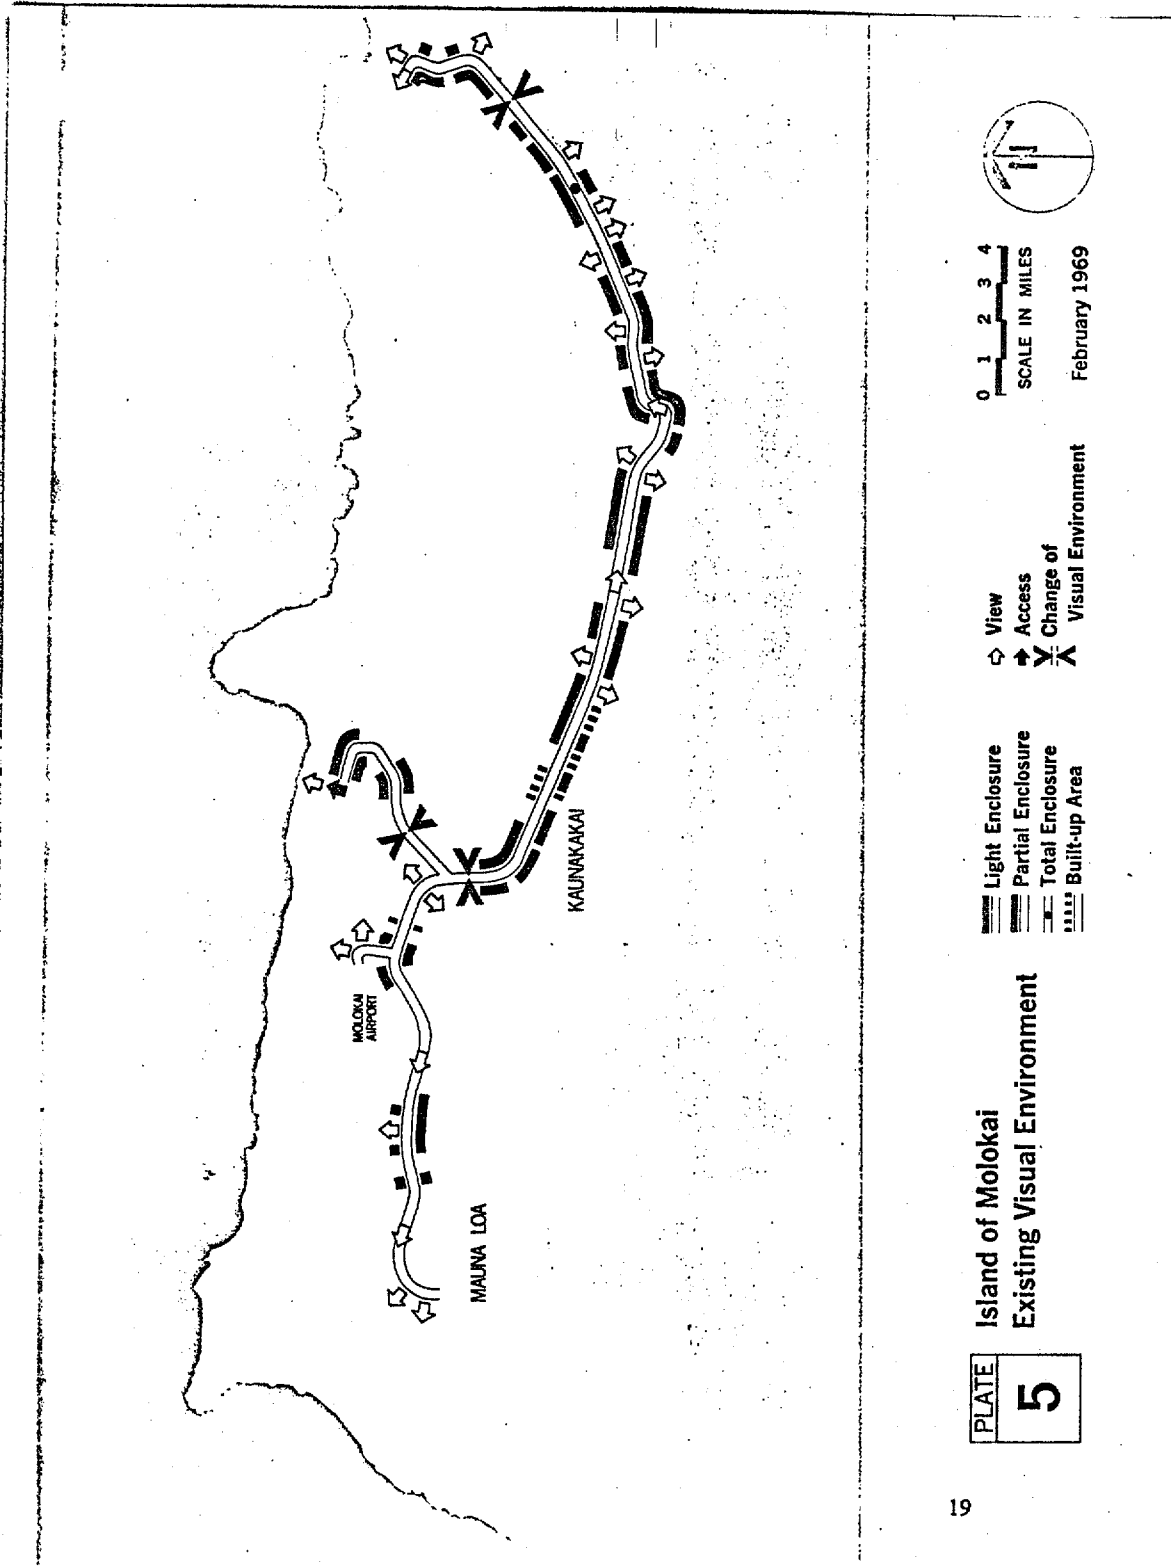 MOLOKAI
AIRPORT
MAUNA LOA
KAUNAKAKAI
PLATE
5
Island of Molokai
Existing Visual Environment
Light Enclosure
Partial Enclosure
Total Enclosure
Built-up Area
View
Access
Change of
Visual Environment
0 1 2 3 4
SCALE IN MILES
February 1969
N
19